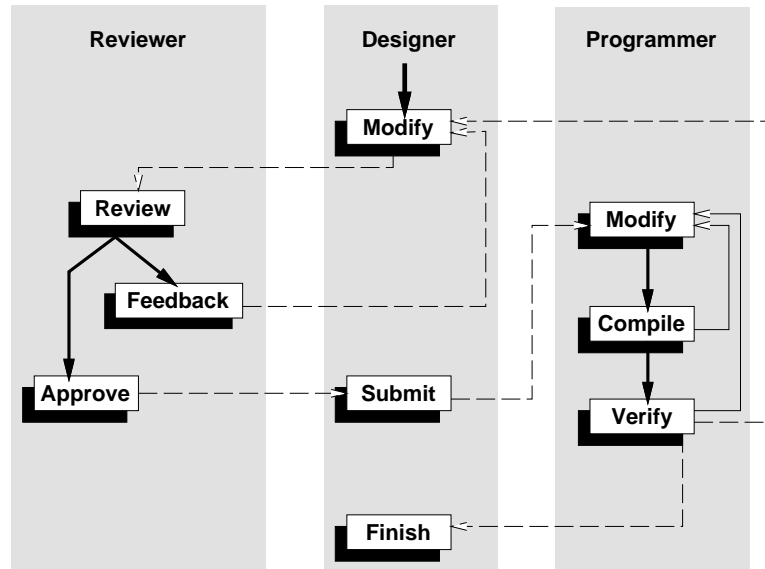 Reviewer
Designer
Programmer
Modify
Review
Modify
Feedback
Compile
Approve
Submit
Verify
Finish